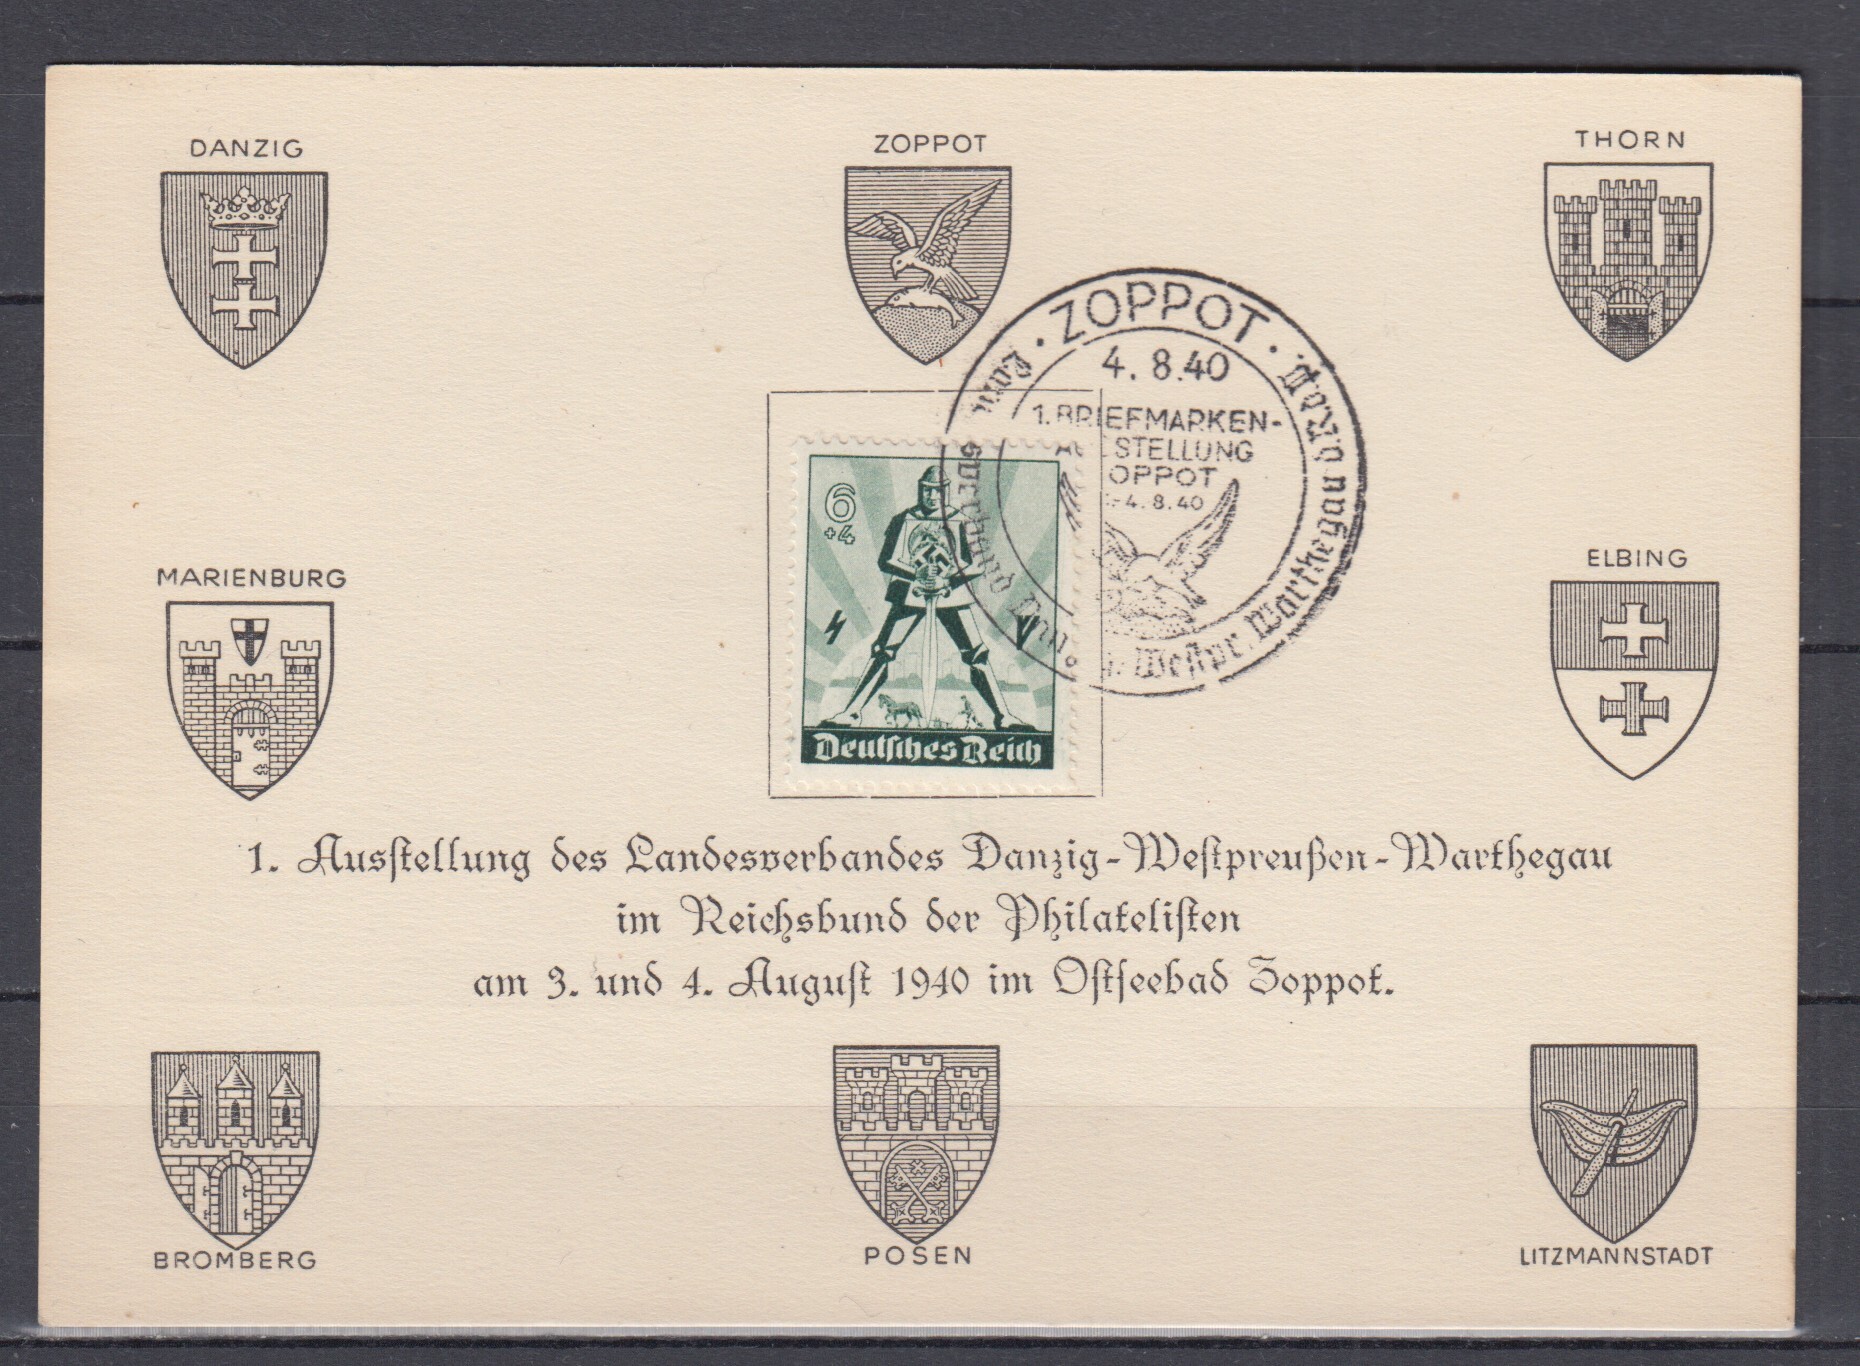 DANZIG
ZOPPOT
THORN
· ZOPPOT ·
4. 8.40
1. BRIEFMARKEN-
STELLUNG
OPPOT
-4. 8.40
Westpr. Warthegau
6
+4
Deutsches Reich
MARIENBURG
ELBING
1. Ausstellung des Landesverbandes Danzig-Westpreußen-Warthegau
im Reichsbund der Philatelisten
am 3. und 4. August 1940 im Ostseebad Zoppot.
BROMBERG
POSEN
LITZMANNSTADT